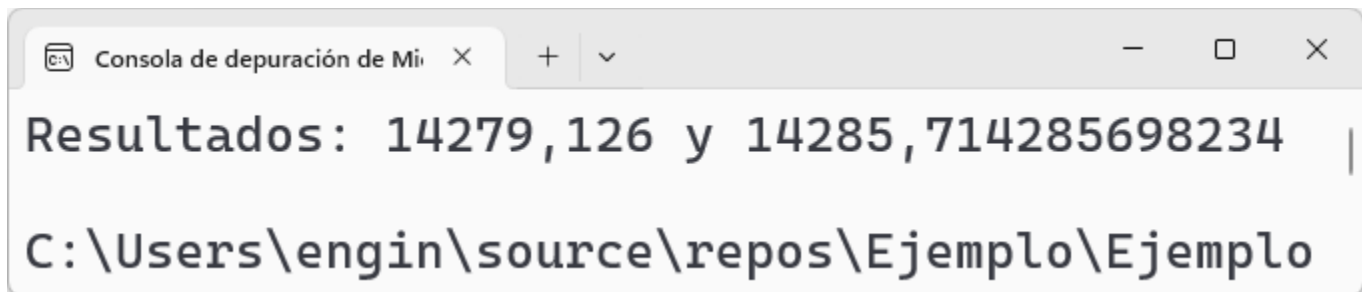 Consola de depuración de Mi
Resultados: 14279,126 y 14285,714285698234
C:\Users\engin\source\repos\Ejemplo\Ejemplo